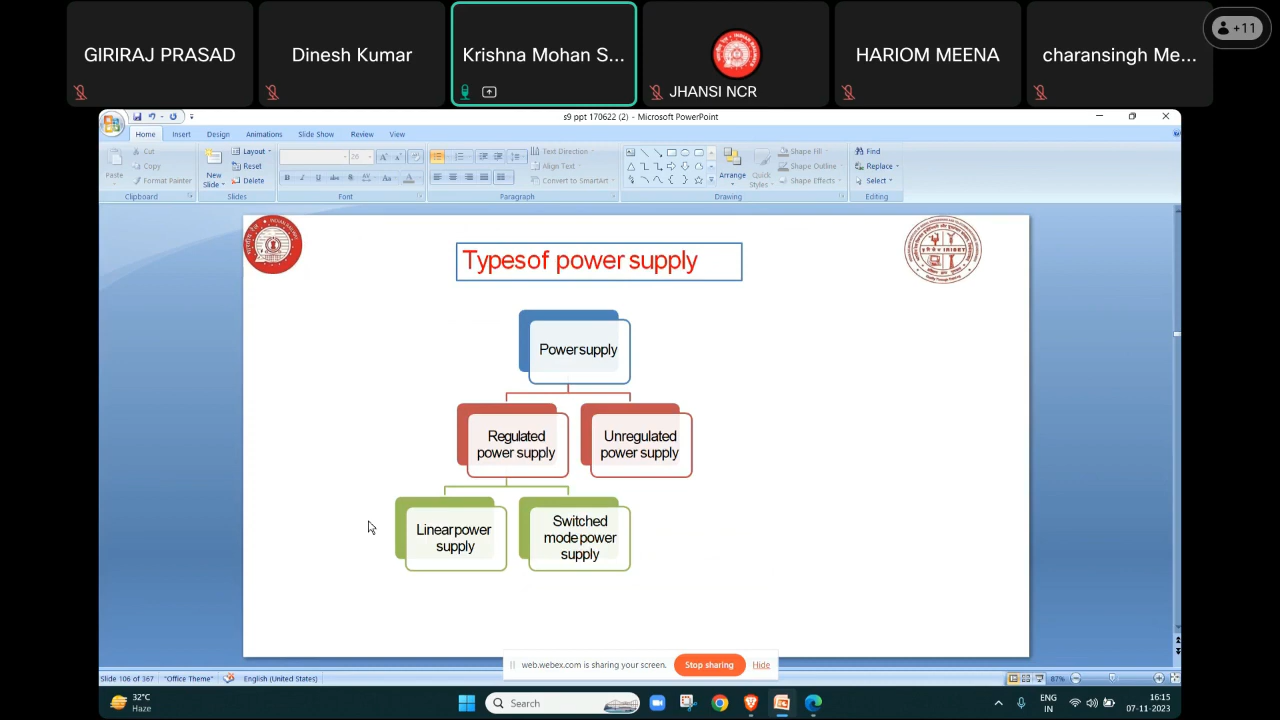 GIRIRAJ PRASAD
Dinesh Kumar
Krishna Mohan S...
JHANSI NCR
HARIOM MEENA
charansingh Me...
+11
s9 ppt 170622 (2) - Microsoft PowerPoint
Home Insert Design Animations Slide Show Review View
Paste
Cut
Copy
Format Painter
Clipboard
New Slide
Layout
Reset
Delete
Slides
26
Font
Text Direction
Align Text
Convert to SmartArt
Paragraph
Arrange
Quick Styles
Shape Fill
Shape Outline
Shape Effects
Drawing
Find
Replace
Select
Editing
Types of power supply
Power supply
Regulated power supply
Unregulated power supply
Linear power supply
Switched mode power supply
web.webex.com is sharing your screen. Stop sharing Hide
Slide 106 of 367 "Office Theme" English (United States) 87%
32°C
Haze
Search
ENG
IN
16:15
07-11-2023